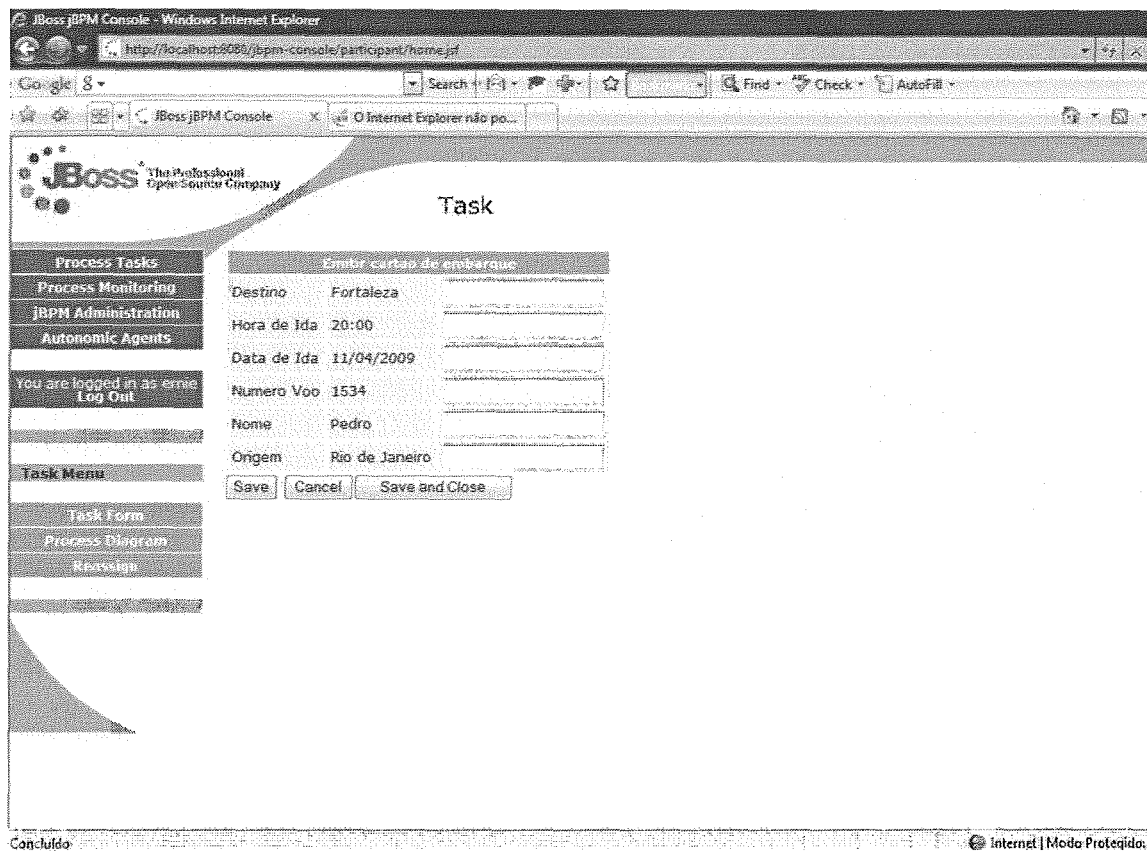 JBoss jBPM Console - Windows Internet Explorer
http://localhost:8080/jbpm-console/participant/home.jsf
Google
Search
Find
Check
AutoFill
JBoss jBPM Console
O Internet Explorer não po...
JBoss The Professional
Open Source Company
Task
Process Tasks
Process Monitoring
jBPM Administration
Autonomic Agents
You are logged in as ernie
Log Out
Task Menu
Task Form
Process Diagram
Reassign
Emitir cartao de embarque
Destino Fortaleza
Hora de Ida 20:00
Data de Ida 11/04/2009
Numero Voo 1534
Nome Pedro
Origem Rio de Janeiro
Save Cancel Save and Close
Concluído
Internet | Modo Protegido